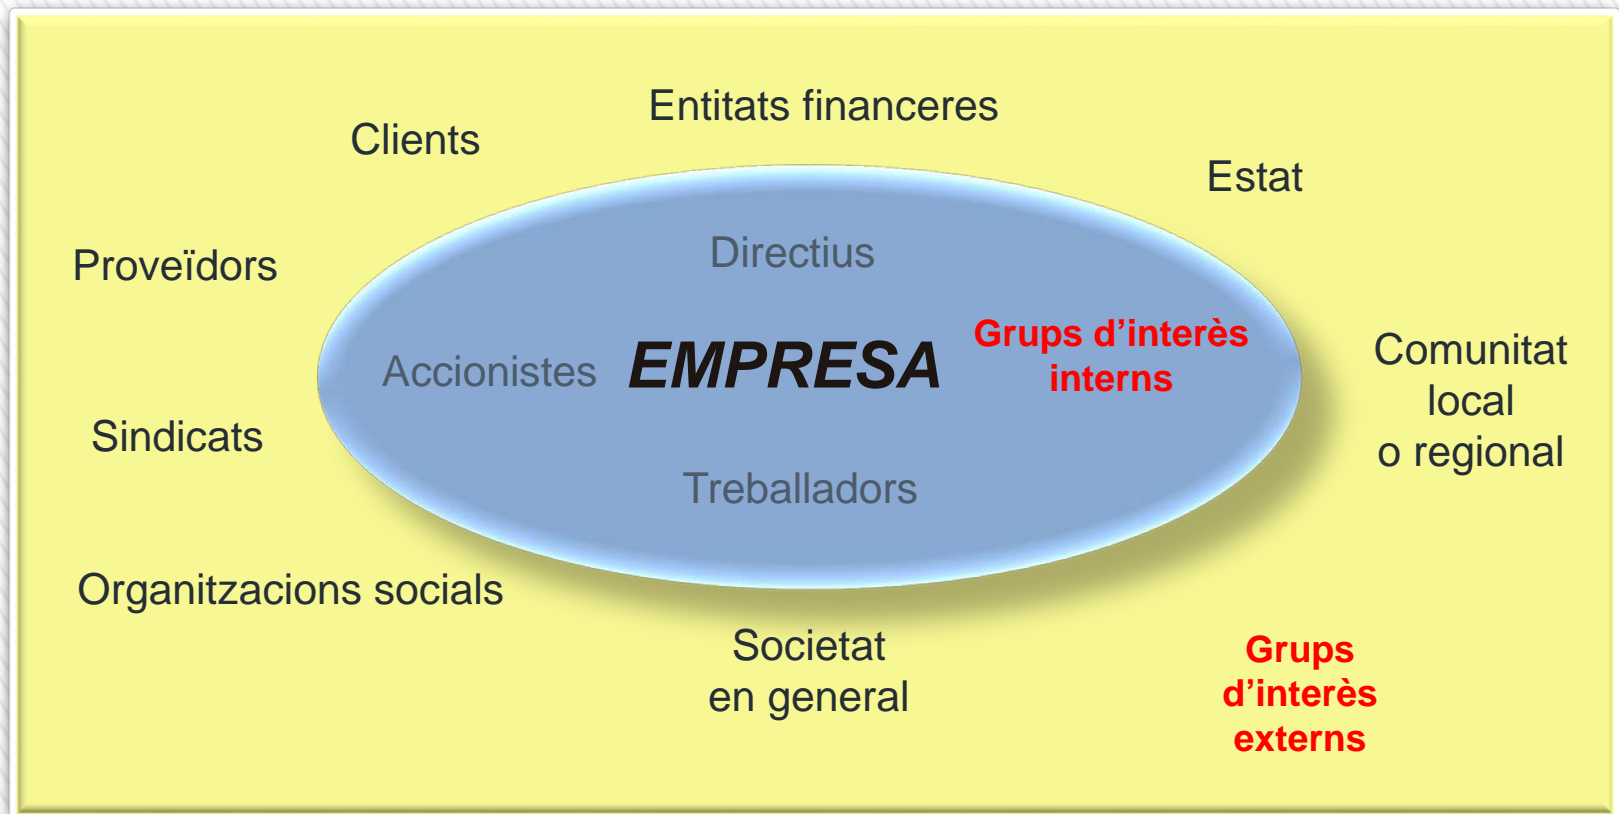 Entitats financeres
Clients
Estat
Directius
Proveïdors
Grups d’interès
interns
Accionistes
EMPRESA
Comunitat
local
o regional
Sindicats
Treballadors
Organitzacions socials
Societat
en general
Grups
d’interès
externs